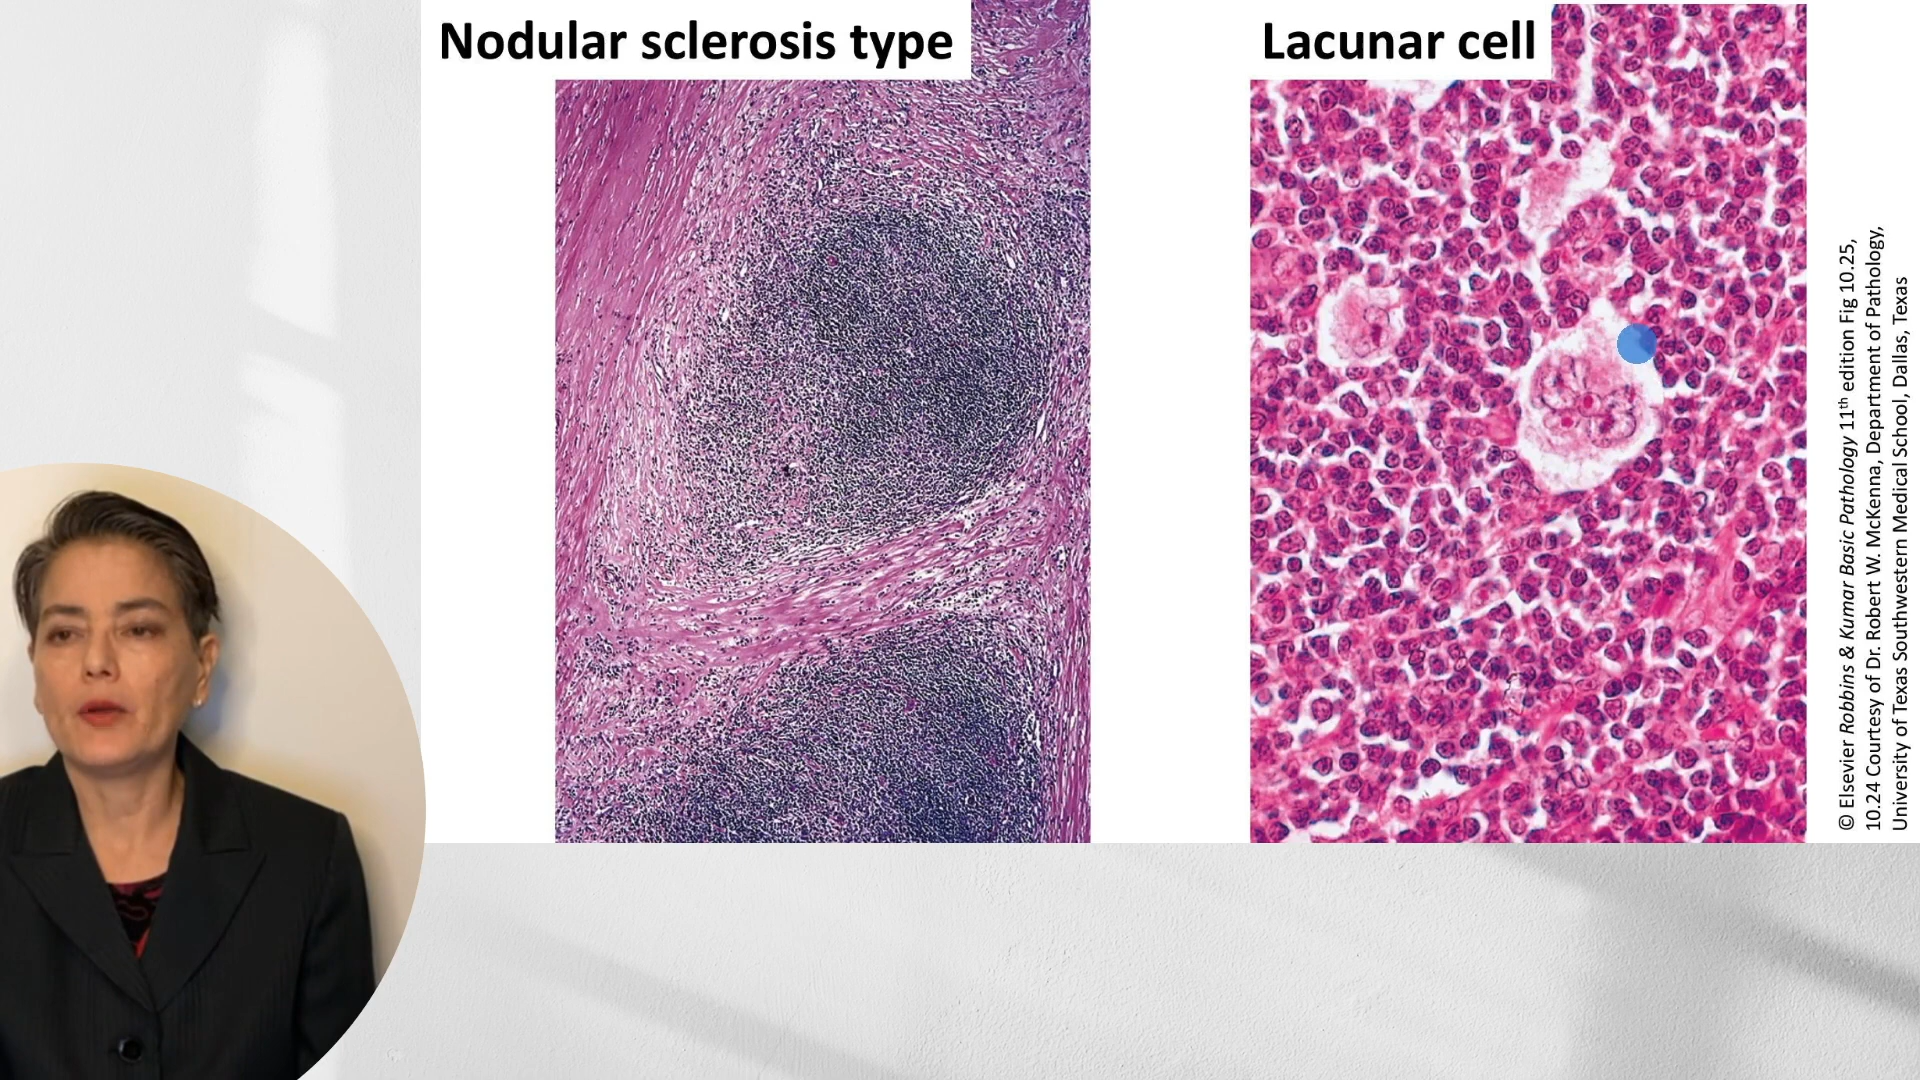 Nodular sclerosis type
Lacunar cell
© Elsevier Robbins & Kumar Basic Pathology 11th edition Fig 10.25,
10.24 Courtesy of Dr. Robert W. McKenna, Department of Pathology,
University of Texas Southwestern Medical School, Dallas, Texas